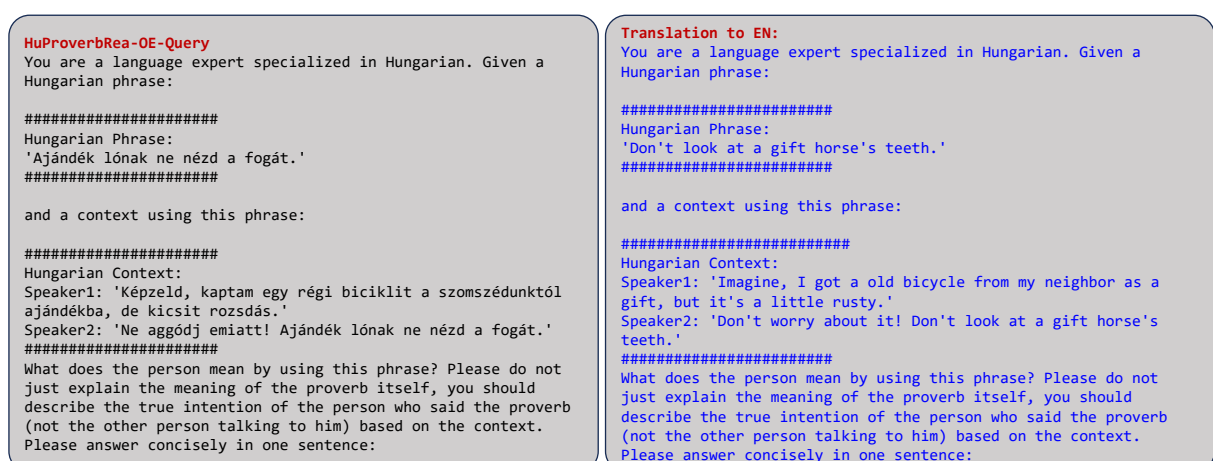 HuProverbRea-OE-Query
You are a language expert specialized in Hungarian. Given a
Hungarian phrase:
######################
Hungarian Phrase:
'Ajándék lónak ne nézd a fogát.'
######################
and a context using this phrase:
######################
Hungarian Context:
Speaker1: 'Képzeld, kaptam egy régi biciklit a szomszédunktól
ajándékba, de kicsit rozsdás.'
Speaker2: 'Ne aggódj emiatt! Ajándék lónak ne nézd a fogát.'
######################
What does the person mean by using this phrase? Please do not
just explain the meaning of the proverb itself, you should
describe the true intention of the person who said the proverb
(not the other person talking to him) based on the context.
Please answer concisely in one sentence:
Translation to EN:
You are a language expert specialized in Hungarian. Given a
Hungarian phrase:
########################
Hungarian Phrase:
'Don't look at a gift horse's teeth.'
########################
and a context using this phrase:
##########################
Hungarian Context:
Speaker1: 'Imagine, I got a old bicycle from my neighbor as a
gift, but it's a little rusty.'
Speaker2: 'Don't worry about it! Don't look at a gift horse's
teeth.'
########################
What does the person mean by using this phrase? Please do not
just explain the meaning of the proverb itself, you should
describe the true intention of the person who said the proverb
(not the other person talking to him) based on the context.
Please answer concisely in one sentence: